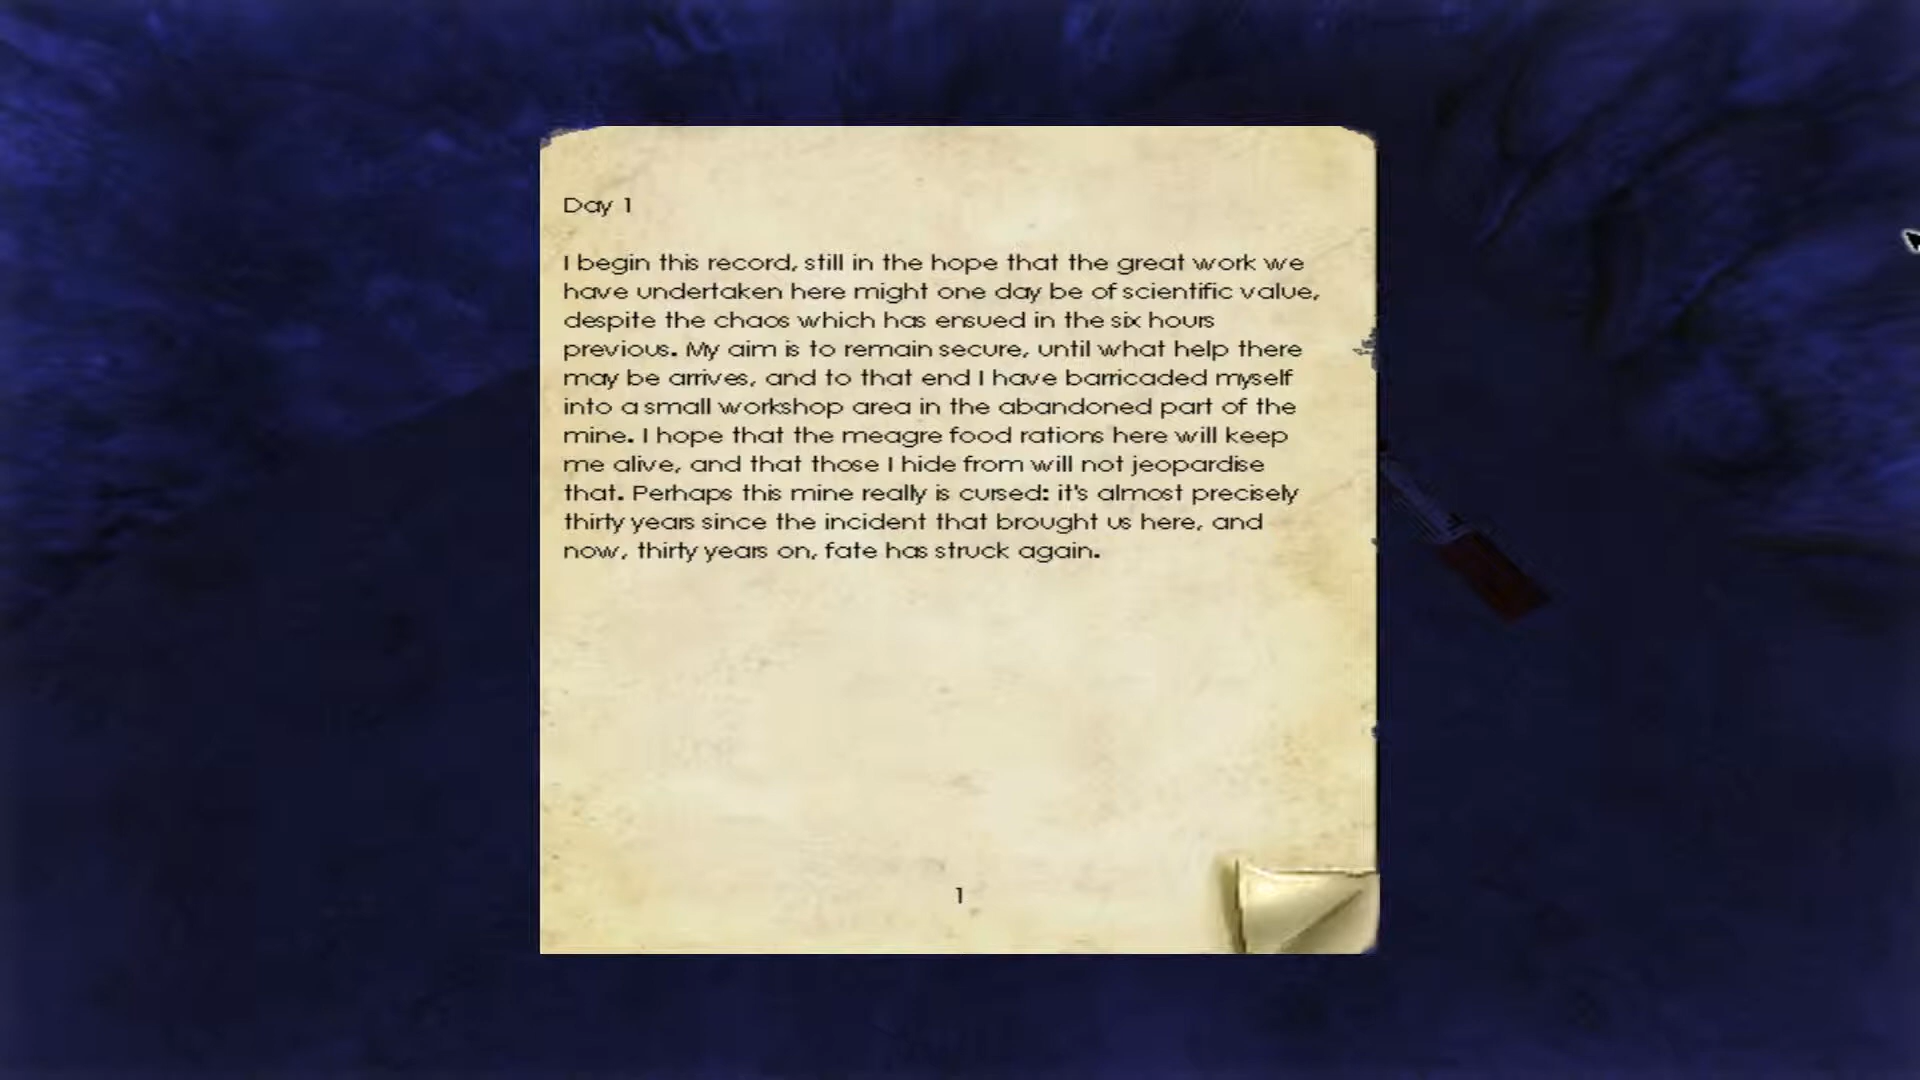 Day 1
I begin this record, still in the hope that the great work we
have undertaken here might one day be of scientific value,
despite the chaos which has ensued in the six hours
previous. My aim is to remain secure, until what help there
may be arrives, and to that end I have barricaded myself
into a small workshop area in the abandoned part of the
mine. I hope that the meagre food rations here will keep
me alive, and that those I hide from will not jeopardise
that. Perhaps this mine really is cursed: it's almost precisely
thirty years since the incident that brought us here, and
now, thirty years on, fate has struck again.
1